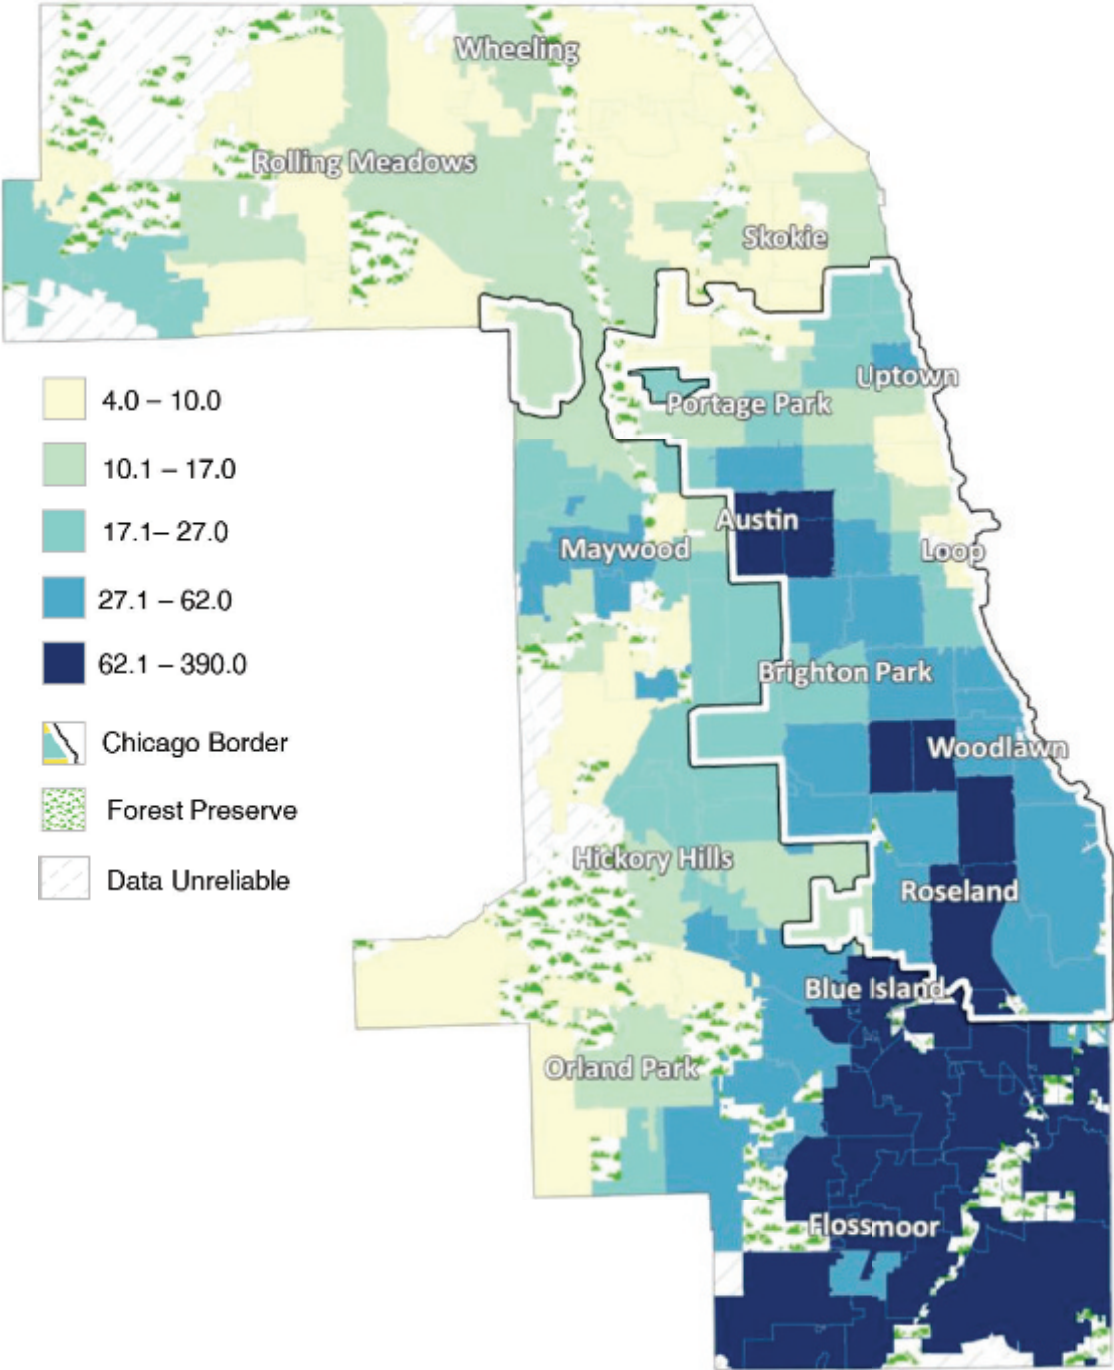 Wheeling
Rolling Meadows
Skokie
Uptown
Portage Park
Austin
Maywood
Loop
Brighton Park
Woodlawn
Hickory Hills
Roseland
Blue Island
Orland Park
Flossmoor
4.0 – 10.0
10.1 – 17.0
17.1– 27.0
27.1 – 62.0
62.1 – 390.0
Chicago Border
Forest Preserve
Data Unreliable